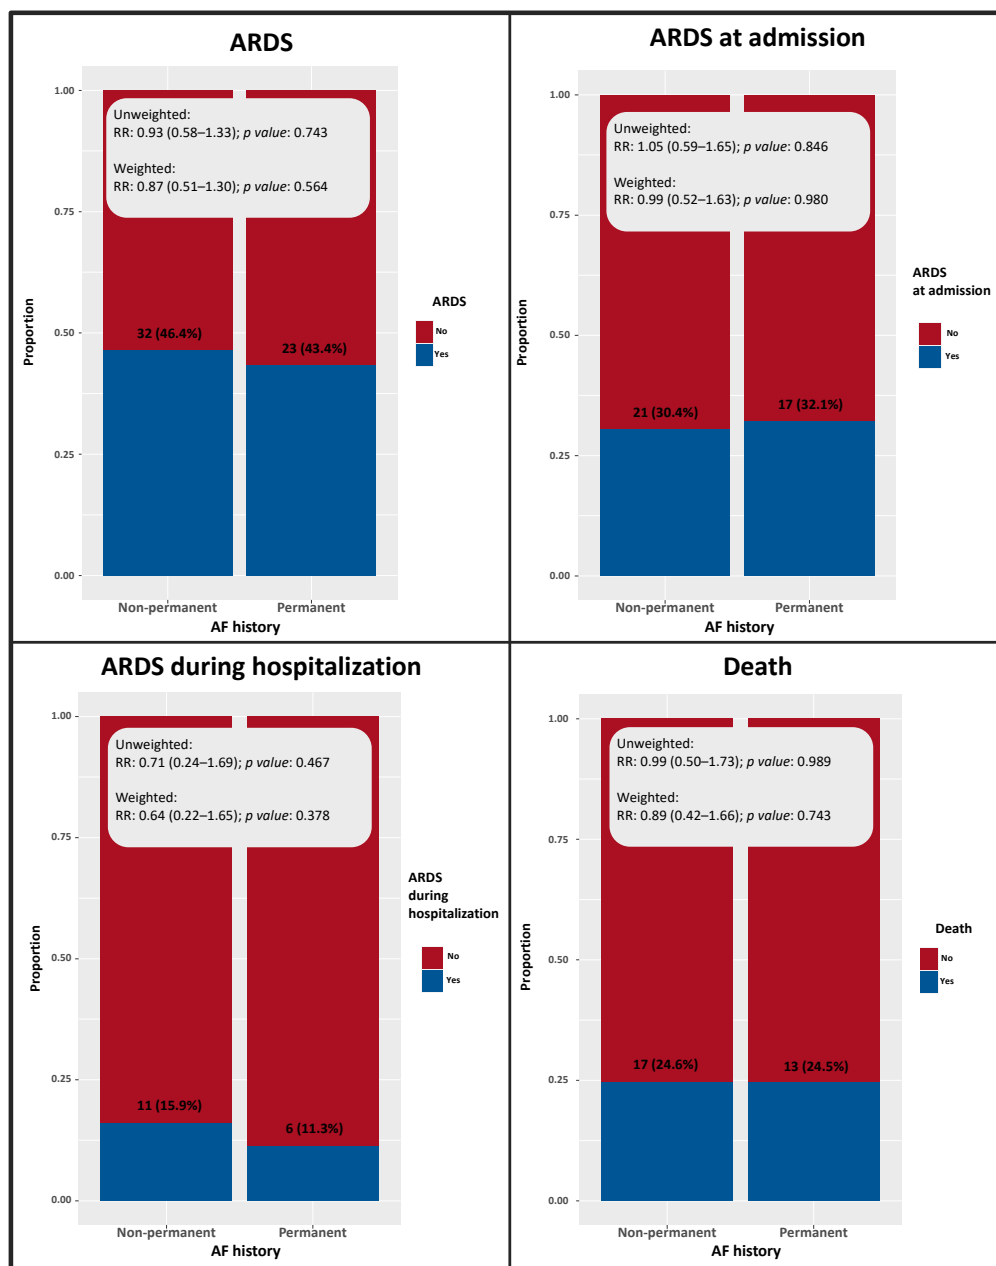 ARDS
1.00
0.75
0.50
0.25
0.00
Proportion
Unweighted:
RR: 0.93 (0.58–1.33); p value: 0.743
Weighted:
RR: 0.87 (0.51–1.30); p value: 0.564
32 (46.4%)
23 (43.4%)
Non-permanent
Permanent
AF history
ARDS
No
Yes
ARDS at admission
1.00
0.75
0.50
0.25
0.00
Proportion
Unweighted:
RR: 1.05 (0.59–1.65); p value: 0.846
Weighted:
RR: 0.99 (0.52–1.63); p value: 0.980
21 (30.4%)
17 (32.1%)
Non-permanent
Permanent
AF history
ARDS
at admission
No
Yes
ARDS during hospitalization
1.00
0.75
0.50
0.25
0.00
Proportion
Unweighted:
RR: 0.71 (0.24–1.69); p value: 0.467
Weighted:
RR: 0.64 (0.22–1.65); p value: 0.378
11 (15.9%)
6 (11.3%)
Non-permanent
Permanent
AF history
ARDS
during
hospitalization
No
Yes
Death
1.00
0.75
0.50
0.25
0.00
Proportion
Unweighted:
RR: 0.99 (0.50–1.73); p value: 0.989
Weighted:
RR: 0.89 (0.42–1.66); p value: 0.743
17 (24.6%)
13 (24.5%)
Non-permanent
Permanent
AF history
Death
No
Yes